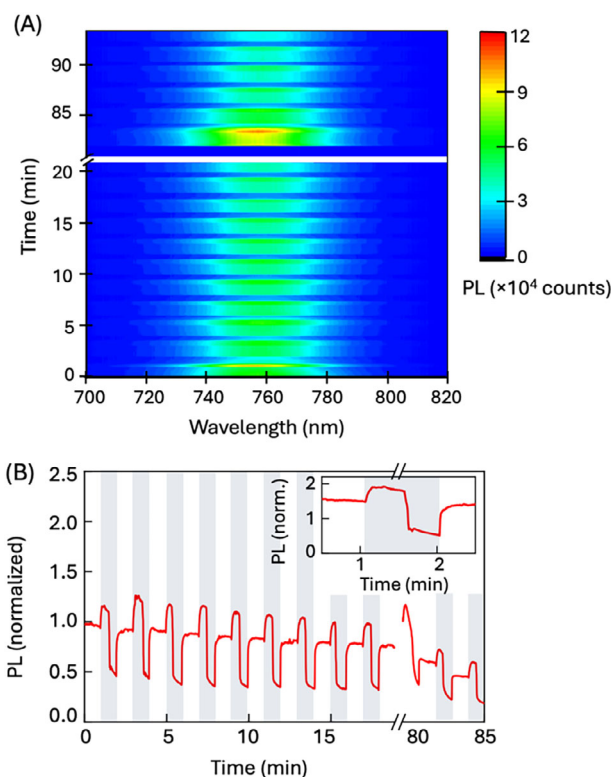 (A)
Time (min)
90
85
20
15
10
5
0
700 720 740 760 780 800 820
Wavelength (nm)
12
9
6
3
0
PL (×10⁴ counts)
(B)
PL (normalized)
2.5
2.0
1.5
1.0
0.5
0.0
0 5 10 15 80 85
Time (min)
PL (norm.)
2
1
0
1 2
Time (min)